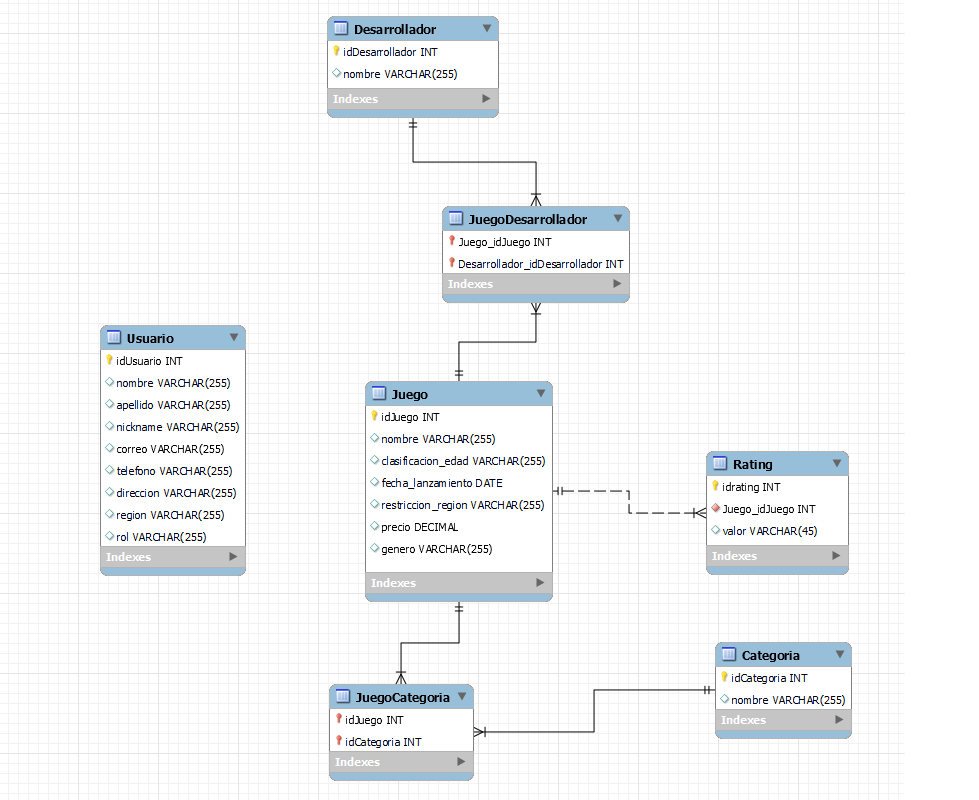 Desarrollador
idDesarrollador INT
nombre VARCHAR(255)
Indexes
JuegoDesarrollador
Juego_idJuego INT
Desarrollador_idDesarrollador INT
Indexes
Usuario
idUsuario INT
nombre VARCHAR(255)
apellido VARCHAR(255)
nickname VARCHAR(255)
correo VARCHAR(255)
telefono VARCHAR(255)
direccion VARCHAR(255)
region VARCHAR(255)
rol VARCHAR(255)
Indexes
Juego
idJuego INT
nombre VARCHAR(255)
clasificacion_edad VARCHAR(255)
fecha_lanzamiento DATE
restriccion_region VARCHAR(255)
precio DECIMAL
genero VARCHAR(255)
Indexes
Rating
idrating INT
Juego_idJuego INT
valor VARCHAR(45)
Indexes
JuegoCategoria
idJuego INT
idCategoria INT
Indexes
Categoria
idCategoria INT
nombre VARCHAR(255)
Indexes